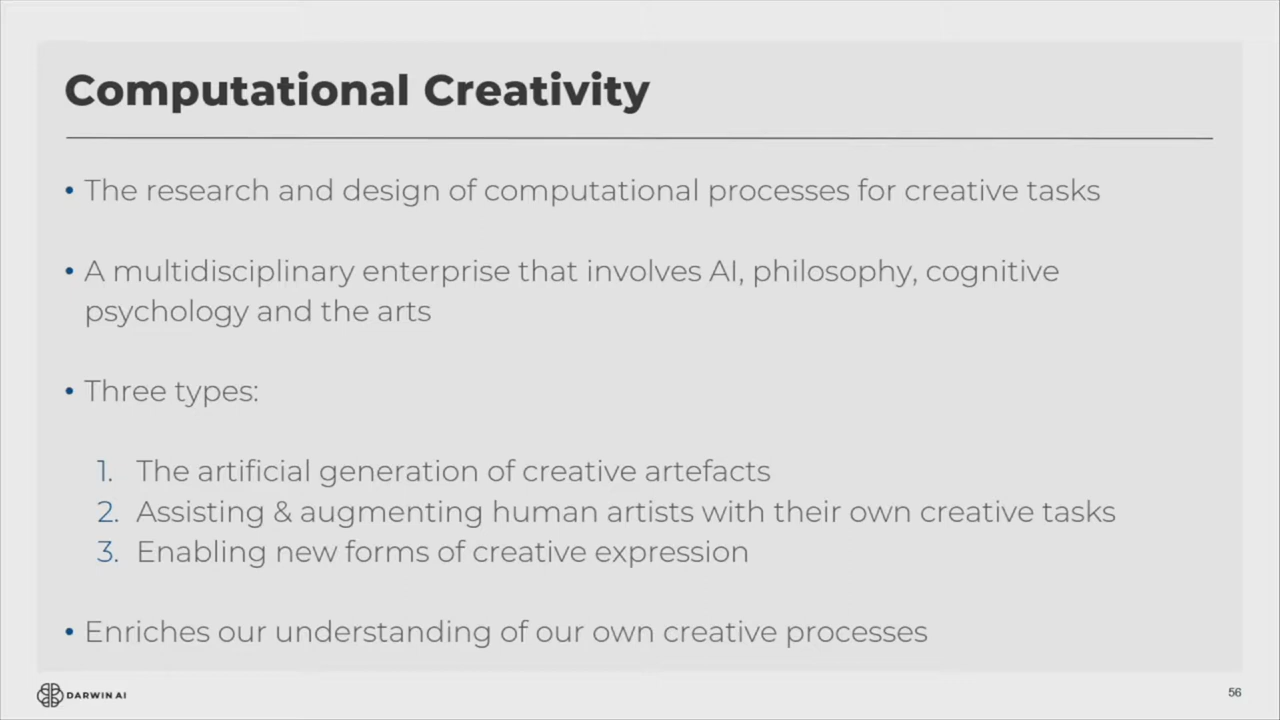 Computational Creativity
• The research and design of computational processes for creative tasks
• A multidisciplinary enterprise that involves AI, philosophy, cognitive
psychology and the arts
• Three types:
1. The artificial generation of creative artefacts
2. Assisting & augmenting human artists with their own creative tasks
3. Enabling new forms of creative expression
• Enriches our understanding of our own creative processes
DARWIN AI
56